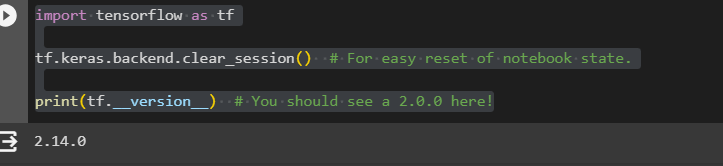 import tensorflow as tf
tf.keras.backend.clear_session()  # For easy reset of notebook state.
print(tf.__version__)  # You should see a 2.0.0 here!
2.14.0